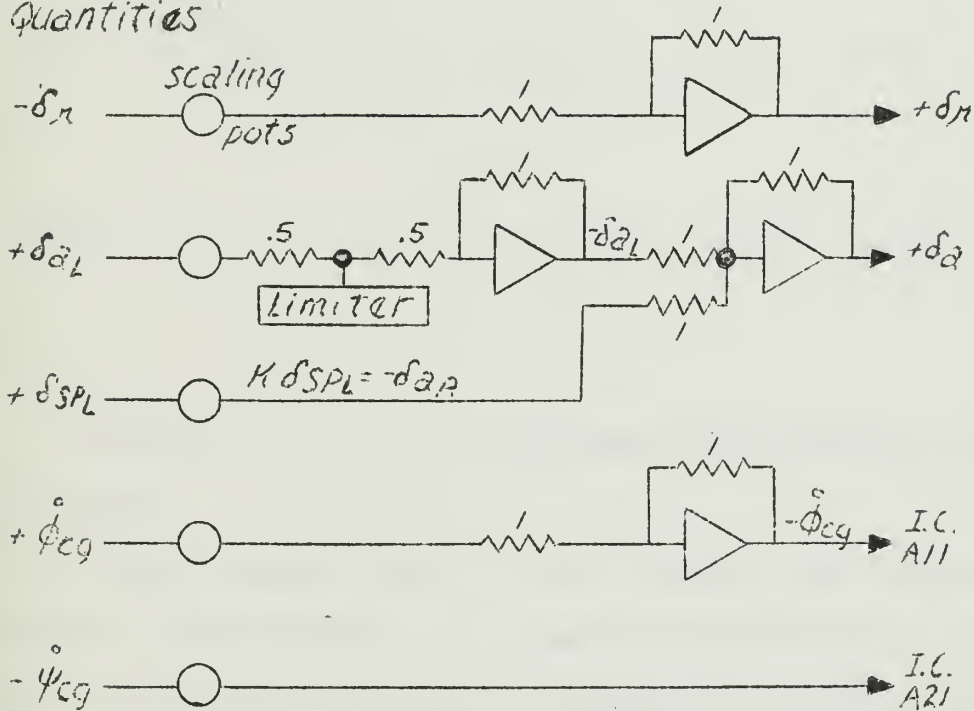 Quantities
scaling
pots
-δr
1
1
+δr
+δaL
.5
.5
1
-δaL
1
1
+δa
Limiter
1
+δSPL
KδSPL=-δaR
+φ̇cg
1
1
-φ̇cg
I.C.
A11
-ψ̇cg
I.C.
A21